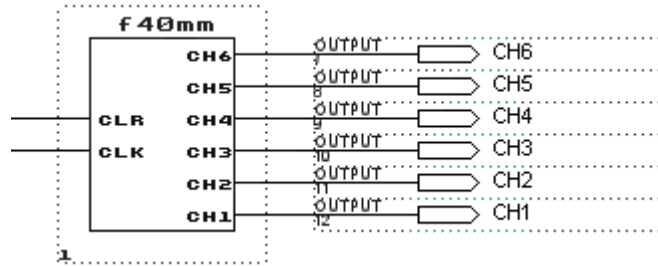 f40mm
CH6 OUTPUT 7 CH6
CH5 OUTPUT 8 CH5
CLR CH4 OUTPUT 9 CH4
CLK CH3 OUTPUT 10 CH3
CH2 OUTPUT 11 CH2
CH1 OUTPUT 12 CH1
1